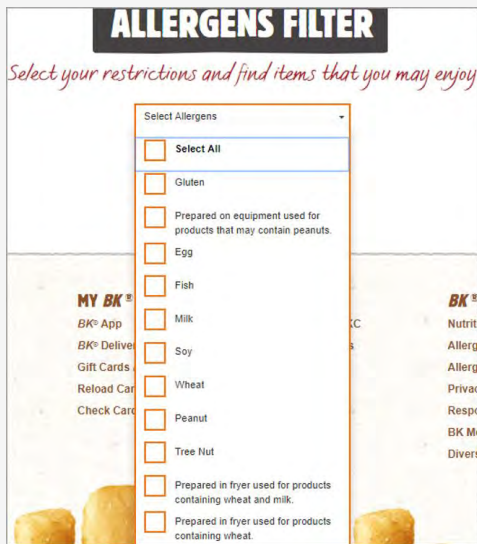 ALLERGENS FILTER
Select your restrictions and find items that you may enjoy
Select Allergens
Select All
Gluten
Prepared on equipment used for
products that may contain peanuts.
Egg
Fish
Milk
Soy
Wheat
Peanut
Tree Nut
Prepared in fryer used for products
containing wheat and milk.
Prepared in fryer used for products
containing wheat.
MY BK®
BK® App
BK® Delive
Gift Cards
Reload Car
Check Card
KC
s
BK®
Nutrit
Allerg
Allerg
Privac
Respo
BK Me
Divers